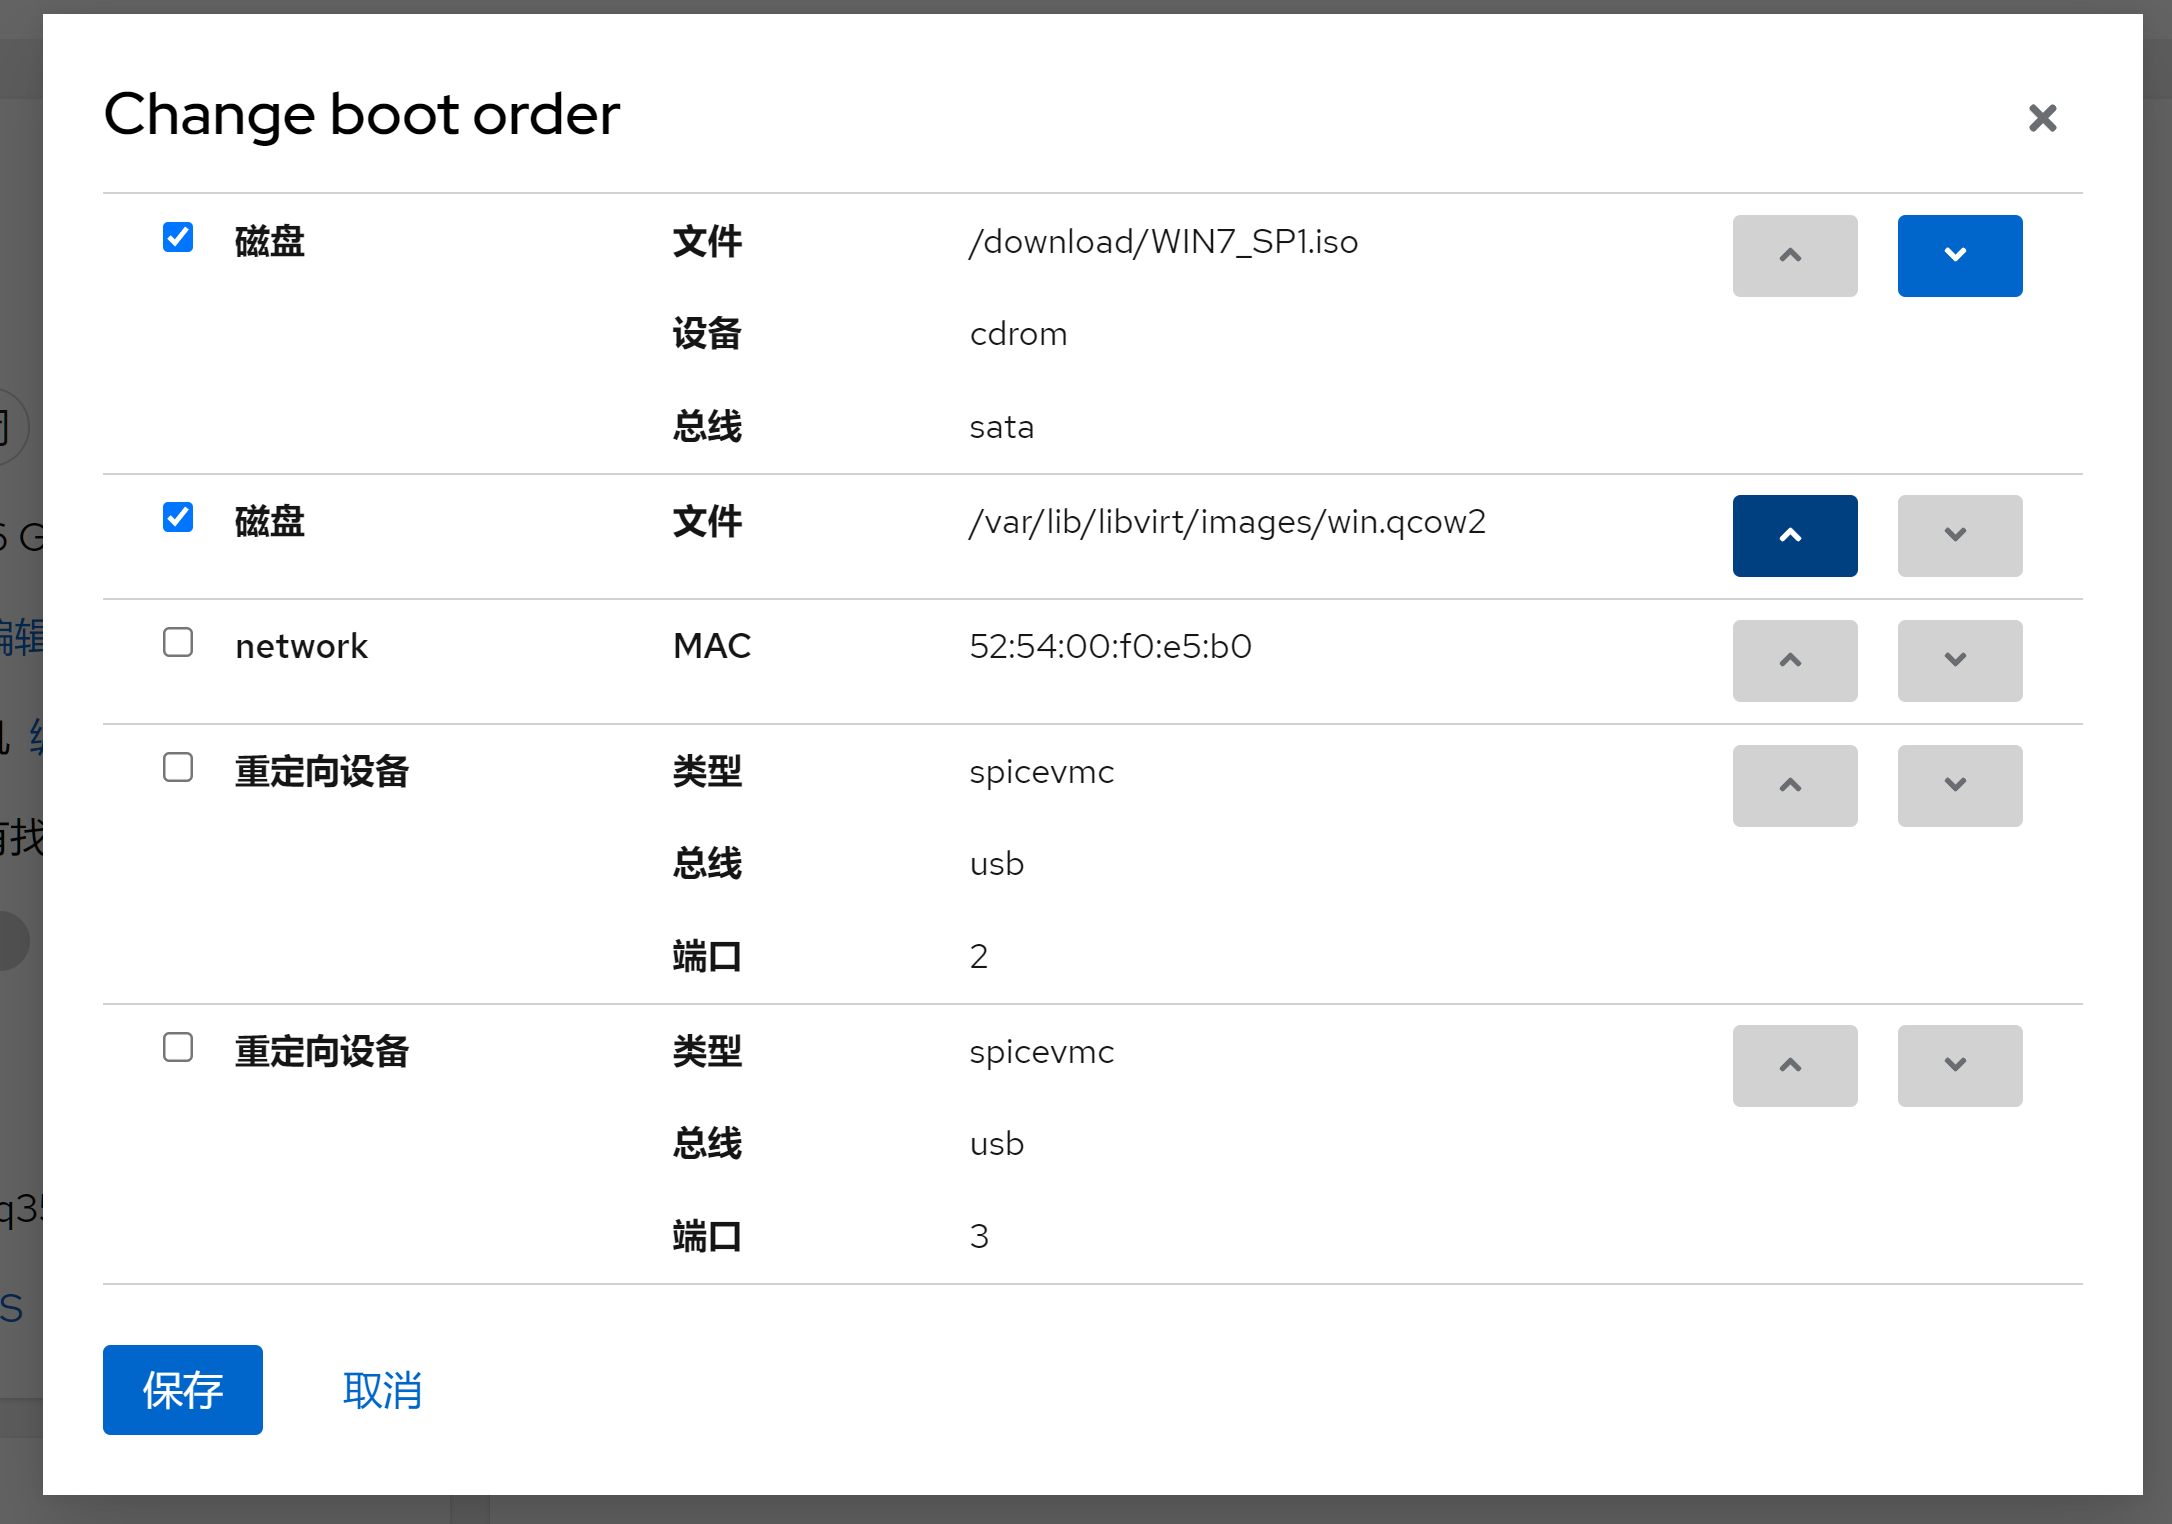 Change boot order
磁盘 文件 /download/WIN7_SP1.iso
设备 cdrom
总线 sata
磁盘 文件 /var/lib/libvirt/images/win.qcow2
network MAC 52:54:00:f0:e5:b0
重定向设备 类型 spicevmc
总线 usb
端口 2
重定向设备 类型 spicevmc
总线 usb
端口 3
保存 取消